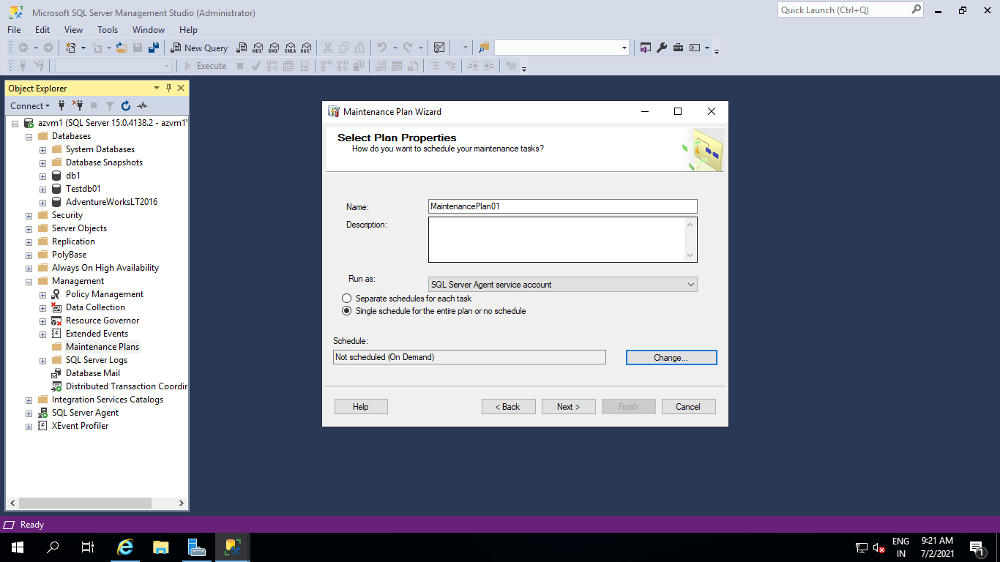 Microsoft SQL Server Management Studio (Administrator)
Quick Launch (Ctrl+Q)
File Edit View Tools Window Help
New Query MDX DMX XMLA DAX
Execute
Object Explorer
Connect
azvm1 (SQL Server 15.0.4138.2 - azvm1\
Databases
System Databases
Database Snapshots
db1
Testdb01
AdventureWorksLT2016
Security
Server Objects
Replication
PolyBase
Always On High Availability
Management
Policy Management
Data Collection
Resource Governor
Extended Events
Maintenance Plans
SQL Server Logs
Database Mail
Distributed Transaction Coordin
Integration Services Catalogs
SQL Server Agent
XEvent Profiler
Maintenance Plan Wizard
Select Plan Properties
How do you want to schedule your maintenance tasks?
Name: MaintenancePlan01
Description:
Run as: SQL Server Agent service account
Separate schedules for each task
Single schedule for the entire plan or no schedule
Schedule:
Not scheduled (On Demand) Change...
Help < Back Next > Finish Cancel
Ready
ENG 9:21 AM
IN 7/2/2021 1